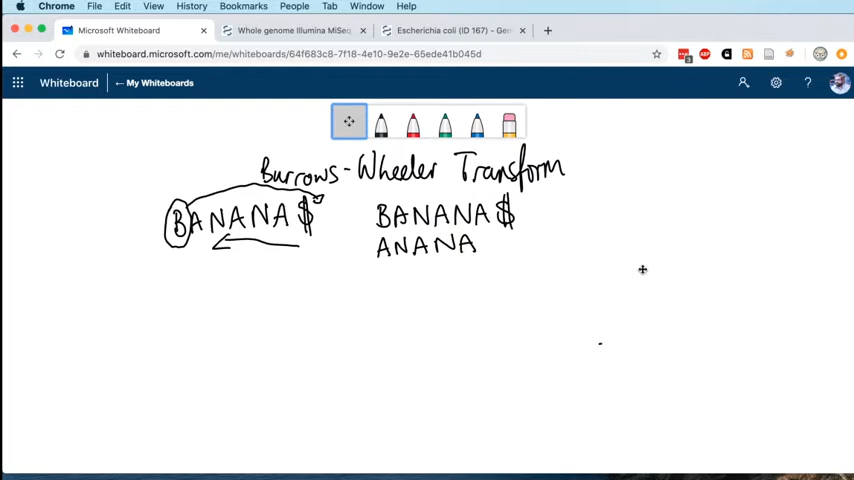 Chrome File Edit View History Bookmarks People Tab Window Help
Microsoft Whiteboard Whole genome Illumina MiSeq Escherichia coli (ID 167) - Gen
whiteboard.microsoft.com/me/whiteboards/64f683c8-7f18-4e10-9e2e-65ede41b045d
3
Whiteboard ← My Whiteboards
Burrows-Wheeler Transform
BANANA$ BANANA$
ANANA